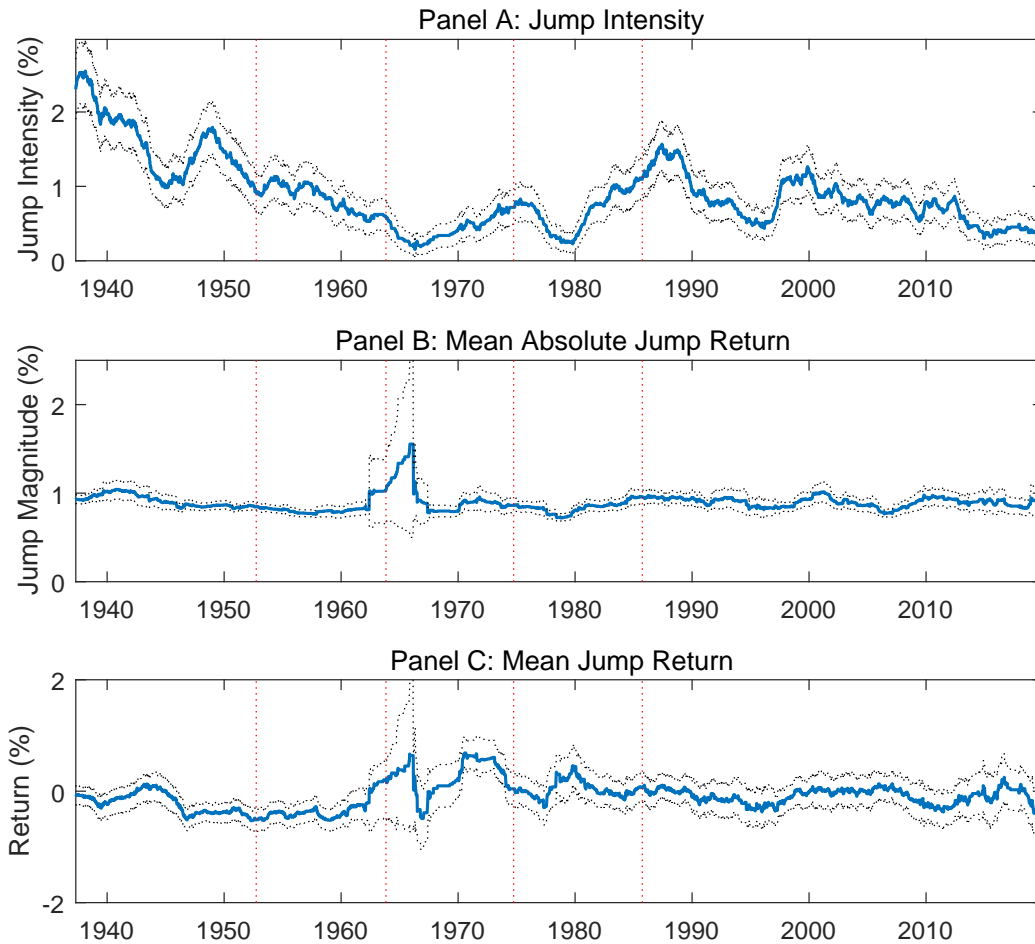 Panel A: Jump Intensity
Jump Intensity (%)
2
1
0
1940 1950 1960 1970 1980 1990 2000 2010
Panel B: Mean Absolute Jump Return
Jump Magnitude (%)
2
1
0
1940 1950 1960 1970 1980 1990 2000 2010
Panel C: Mean Jump Return
Return (%)
2
0
-2
1940 1950 1960 1970 1980 1990 2000 2010